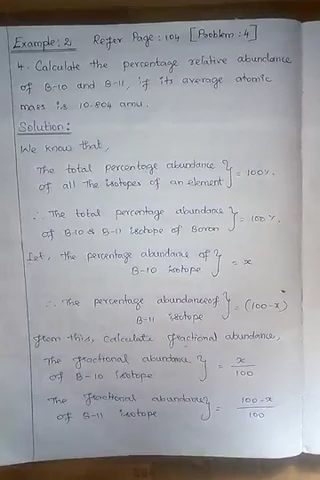 Example: 2, Refer Page: 104 [Problem: 4]
4. Calculate the percentage relative abundance
of B-10 and B-11, if its average atomic
mass is 10.804 amu.
Solution:
We know that,
The total percentage abundance
of all The isotopes of an element } = 100%.
∴ The total percentage abundance
of B-10 & B-11 isotope of Boron } = 100%.
Let, the percentage abundance of
B-10 isotope } = x
∴ The percentage abundance of
B-11 isotope } = (100-x)
from this, calculate fractional abundance,
The fractional abundance
of B-10 isotope } = x/100
The fractional abundance
of B-11 isotope } = 100-x/100